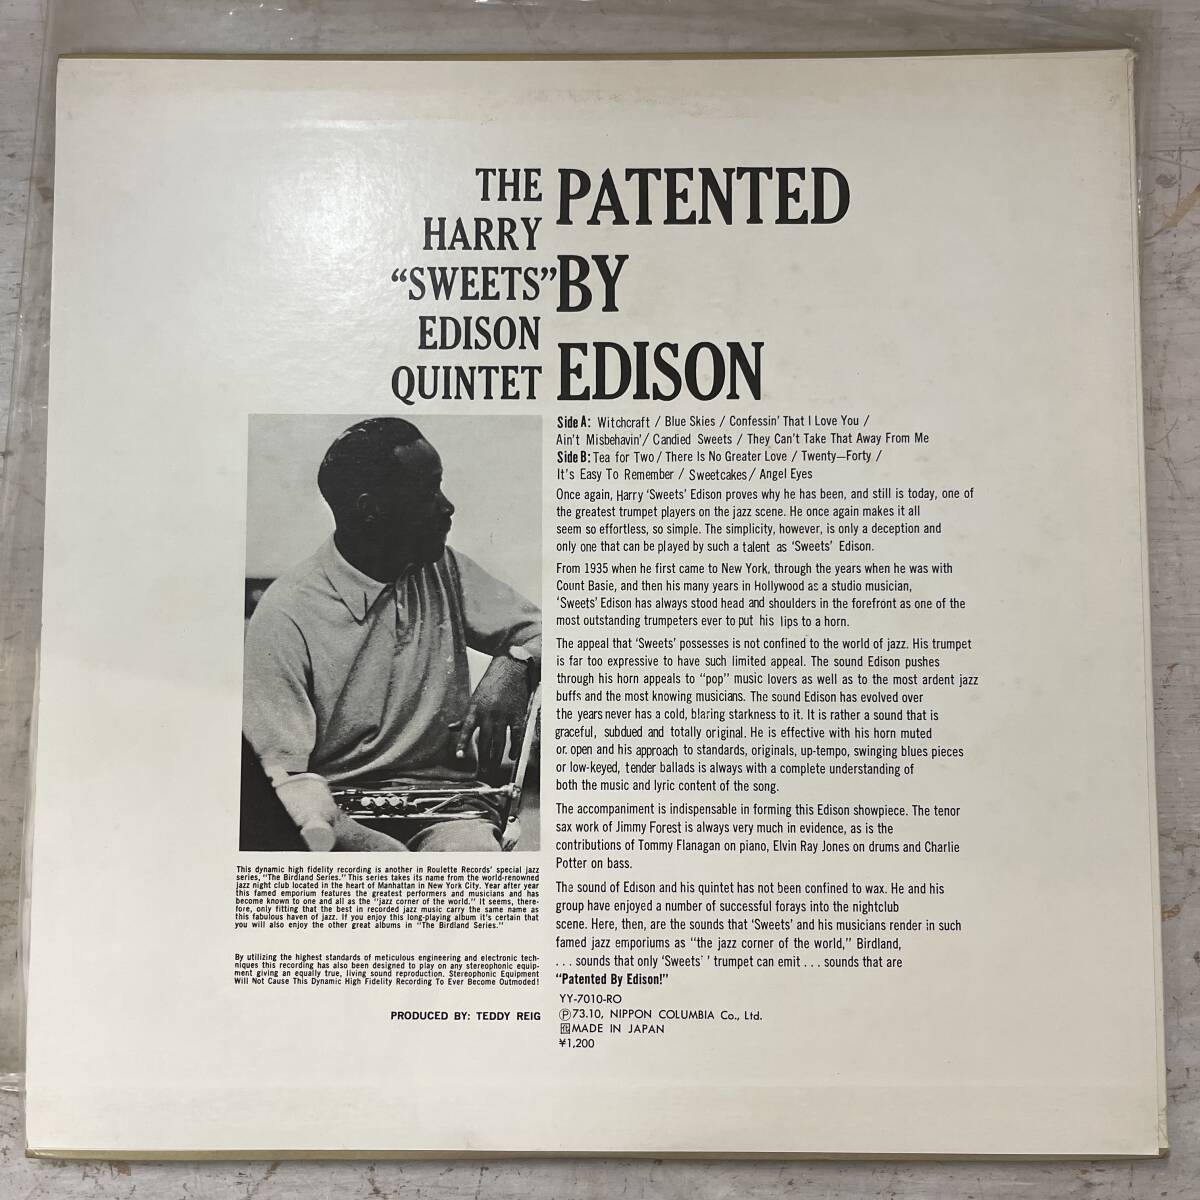 THE
HARRY
“SWEETS”
EDISON
QUINTET
PATENTED
BY
EDISON
Side A: Witchcraft / Blue Skies / Confessin' That I Love You /
Ain't Misbehavin'/ Candied Sweets / They Can't Take That Away From Me
Side B: Tea for Two / There Is No Greater Love / Twenty—Forty /
It's Easy To Remember / Sweetcakes / Angel Eyes
Once again, Harry 'Sweets' Edison proves why he has been, and still is today, one of
the greatest trumpet players on the jazz scene. He once again makes it all
seem so effortless, so simple. The simplicity, however, is only a deception and
only one that can be played by such a talent as 'Sweets' Edison.
From 1935 when he first came to New York, through the years when he was with
Count Basie, and then his many years in Hollywood as a studio musician,
'Sweets' Edison has always stood head and shoulders in the forefront as one of the
most outstanding trumpeters ever to put his lips to a horn.
The appeal that 'Sweets' possesses is not confined to the world of jazz. His trumpet
is far too expressive to have such limited appeal. The sound Edison pushes
through his horn appeals to “pop” music lovers as well as to the most ardent jazz
buffs and the most knowing musicians. The sound Edison has evolved over
the years never has a cold, blaring starkness to it. It is rather a sound that is
graceful, subdued and totally original. He is effective with his horn muted
or. open and his approach to standards, originals, up-tempo, swinging blues pieces
or low-keyed, tender ballads is always with a complete understanding of
both the music and lyric content of the song.
The accompaniment is indispensable in forming this Edison showpiece. The tenor
sax work of Jimmy Forest is always very much in evidence, as is the
contributions of Tommy Flanagan on piano, Elvin Ray Jones on drums and Charlie
Potter on bass.
The sound of Edison and his quintet has not been confined to wax. He and his
group have enjoyed a number of successful forays into the nightclub
scene. Here, then, are the sounds that 'Sweets' and his musicians render in such
famed jazz emporiums as “the jazz corner of the world,” Birdland,
. . . sounds that only 'Sweets' ' trumpet can emit . . . sounds that are
“Patented By Edison!”
YY-7010-RO
Ⓟ73.10, NIPPON COLUMBIA Co., Ltd.
MADE IN JAPAN
¥1,200
This dynamic high fidelity recording is another in Roulette Records' special jazz
series, "The Birdland Series." This series takes its name from the world-renowned
jazz night club located in the heart of Manhattan in New York City. Year after year
this famed emporium features the greatest performers and musicians and has
become known to one and all as the "jazz corner of the world." It seems, there-
fore, only fitting that the best in recorded jazz music carry the same name as
this fabulous haven of jazz. If you enjoy this long-playing album it's certain that
you will also enjoy the other great albums in "The Birdland Series."
By utilizing the highest standards of meticulous engineering and electronic tech-
niques this recording has also been designed to play on any stereophonic equip-
ment giving an equally true, living sound reproduction. Stereophonic Equipment
Will Not Cause This Dynamic High Fidelity Recording To Ever Become Outmoded!
PRODUCED BY: TEDDY REIG